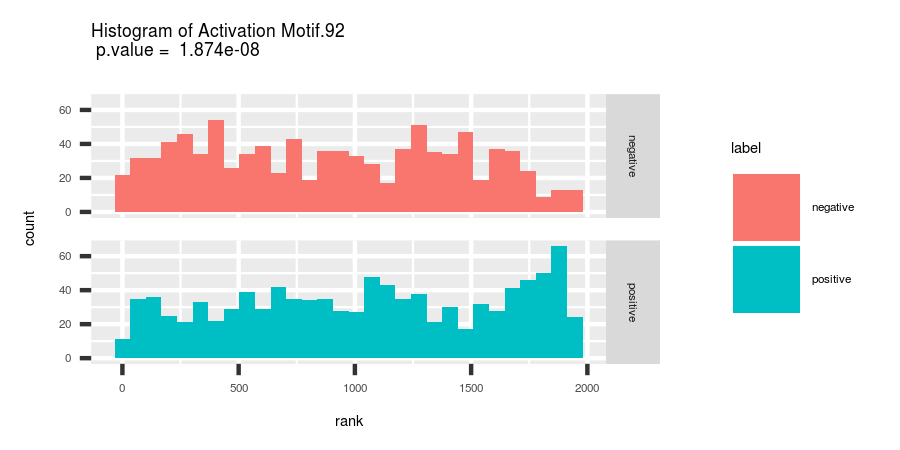 Histogram of Activation Motif.92
p.value = 1.874e-08
count
60
40
20
0
negative
60
40
20
0
positive
0 500 1000 1500 2000
rank
label
negative
positive